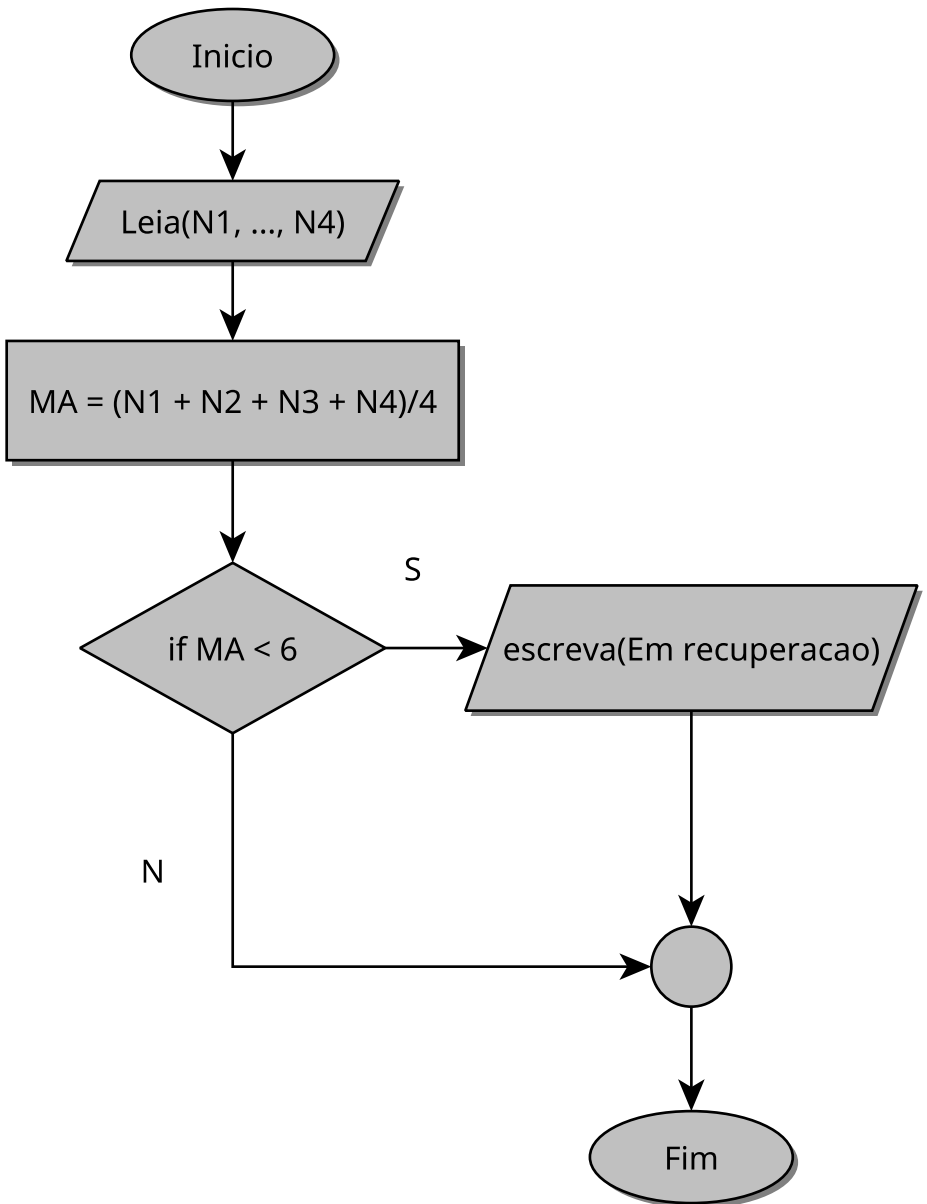 Inicio
Leia(N1, ..., N4)
MA = (N1 + N2 + N3 + N4)/4
if MA < 6
S
escreva(Em recuperacao)
N
Fim